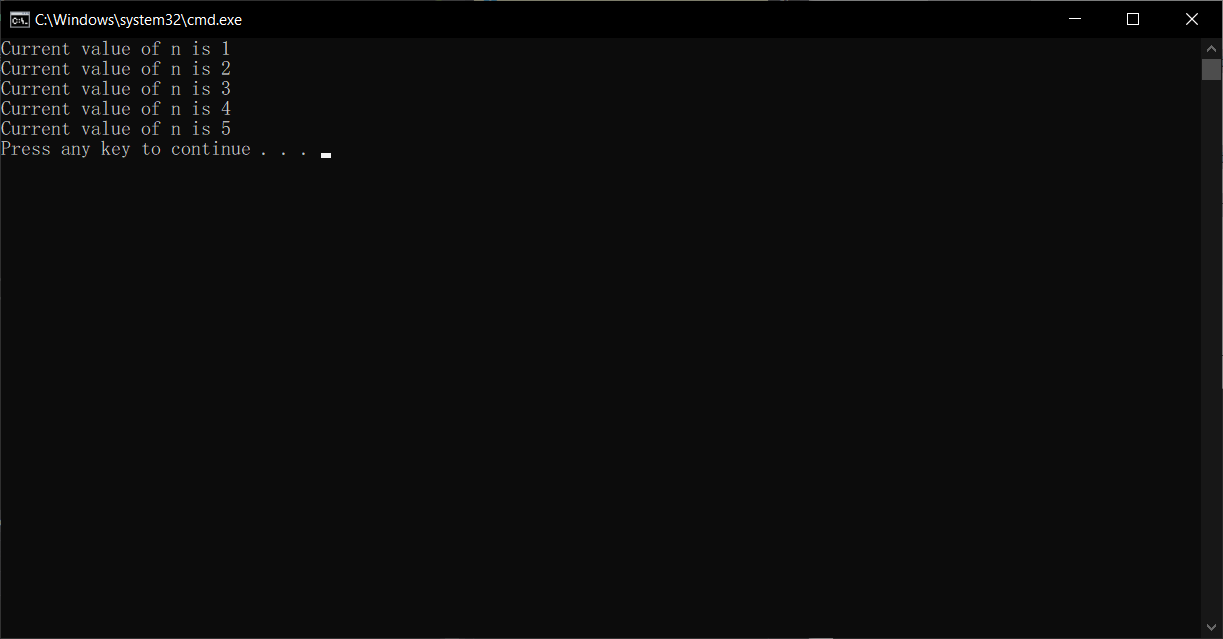 C:\Windows\system32\cmd.exe
Current value of n is 1
Current value of n is 2
Current value of n is 3
Current value of n is 4
Current value of n is 5
Press any key to continue . . .